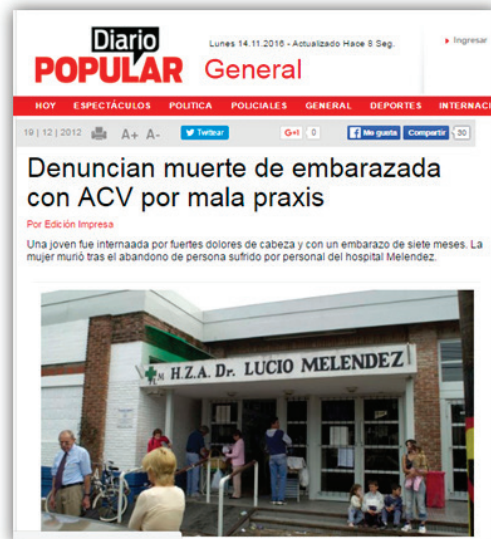 Diario
POPULAR
General
Lunes 14.11.2016 - Actualizado Hace 8 Seg.
Ingresar
HOY ESPECTÁCULOS POLITICA POLICIALES GENERAL DEPORTES INTERNACI
19 | 12 | 2012 A+ A- Twittear G+1 0 Me gusta Compartir 30
Denuncian muerte de embarazada
con ACV por mala praxis
Por Edición Impresa
Una joven fue internaada por fuertes dolores de cabeza y con un embarazo de siete meses. La
mujer murió tras el abandono de persona sufrido por personal del hospital Melendez.
H.Z.A. Dr. LUCIO MELENDEZ